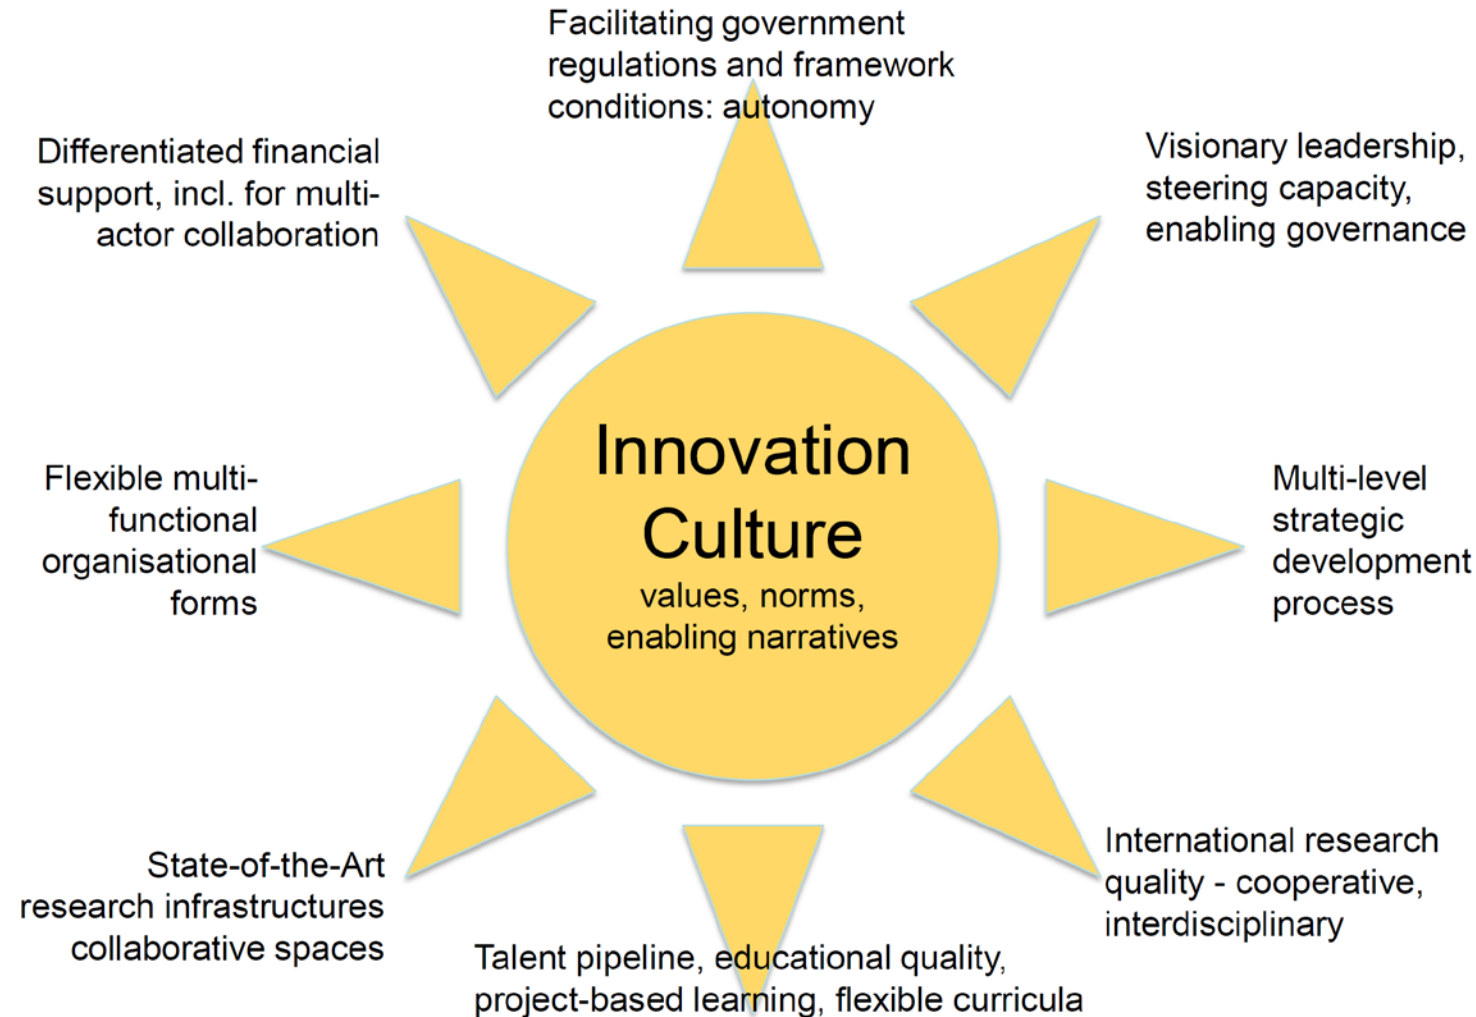 Facilitating government
regulations and framework
conditions: autonomy
Differentiated financial
support, incl. for multi-
actor collaboration
Visionary leadership,
steering capacity,
enabling governance
Flexible multi-
functional
organisational
forms
Innovation
Culture
values, norms,
enabling narratives
Multi-level
strategic
development
process
State-of-the-Art
research infrastructures
collaborative spaces
International research
quality - cooperative,
interdisciplinary
Talent pipeline, educational quality,
project-based learning, flexible curricula